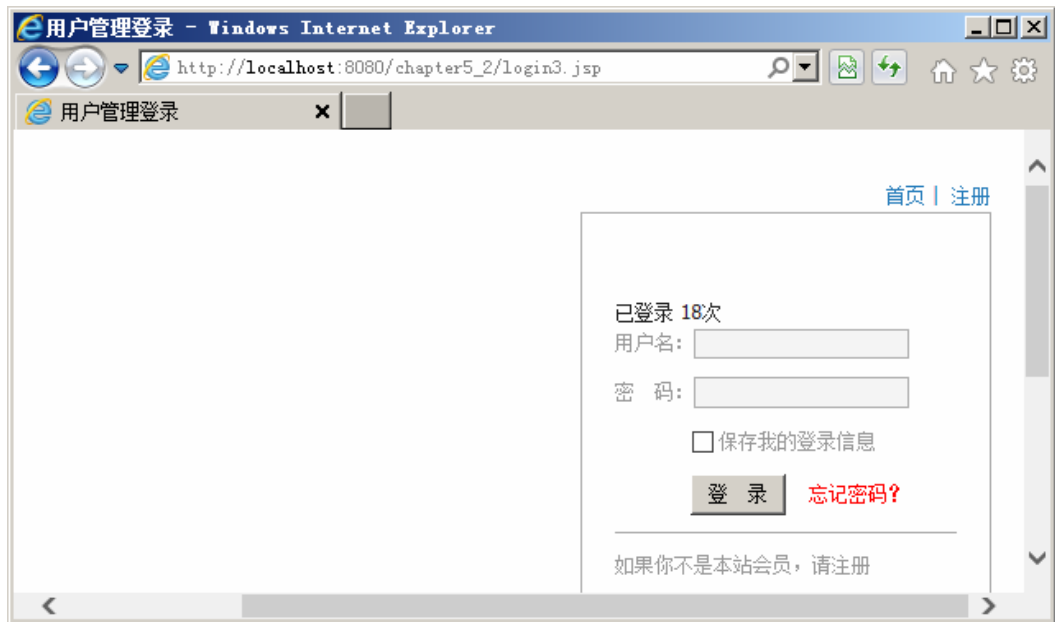 用户管理登录 - Windows Internet Explorer
http://localhost:8080/chapter5_2/login3.jsp
用户管理登录
首页 | 注册
已登录 18次
用户名:
密 码:
保存我的登录信息
登 录 忘记密码?
如果你不是本站会员，请注册